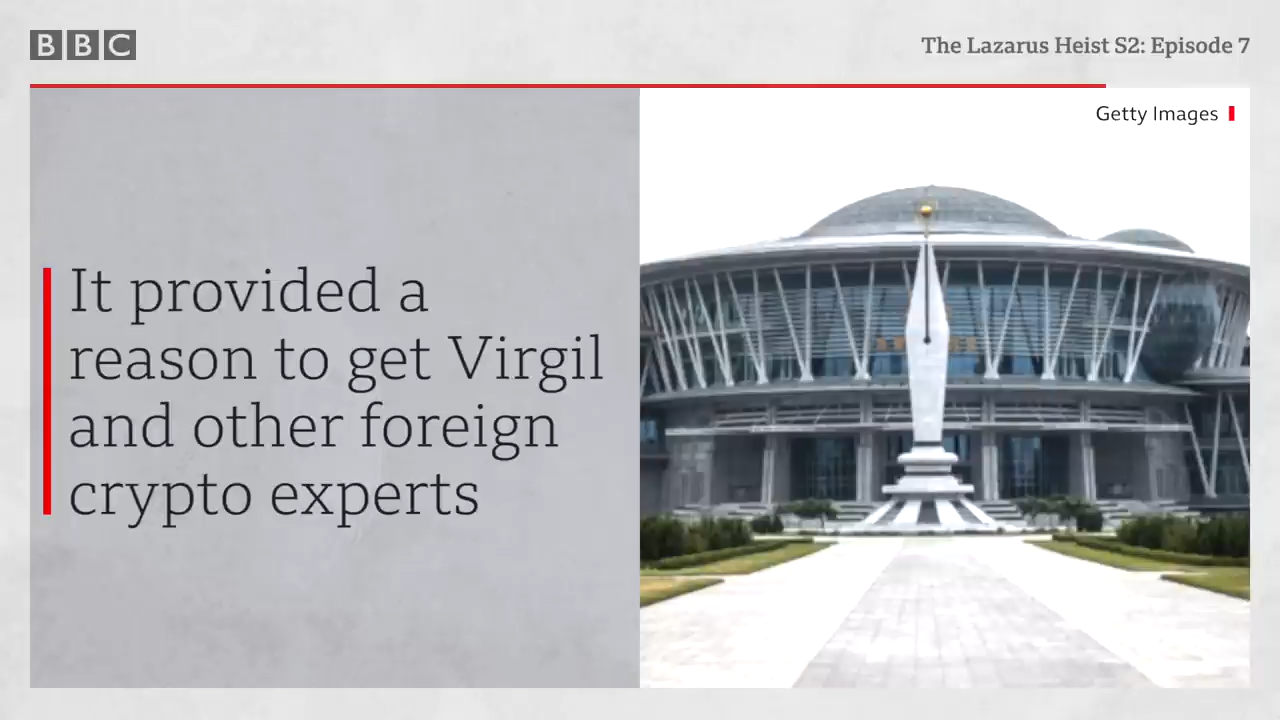 BBC
The Lazarus Heist S2: Episode 7
Getty Images
It provided a
reason to get Virgil
and other foreign
crypto experts